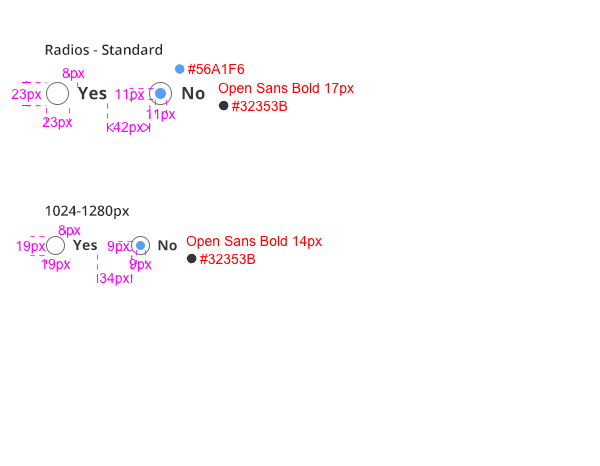 Radios - Standard
8px
#56A1F6
23px
Yes
11px
No
Open Sans Bold 17px
#32353B
23px
42px
11px
1024-1280px
8px
19px
Yes
9px
No
Open Sans Bold 14px
#32353B
19px
9px
34px